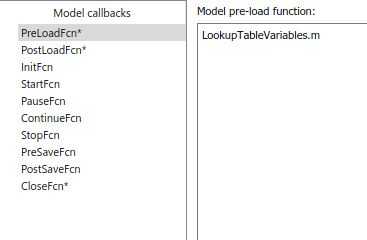 Model callbacks
PreLoadFcn*
PostLoadFcn*
InitFcn
StartFcn
PauseFcn
ContinueFcn
StopFcn
PreSaveFcn
PostSaveFcn
CloseFcn*
Model pre-load function:
LookupTableVariables.m